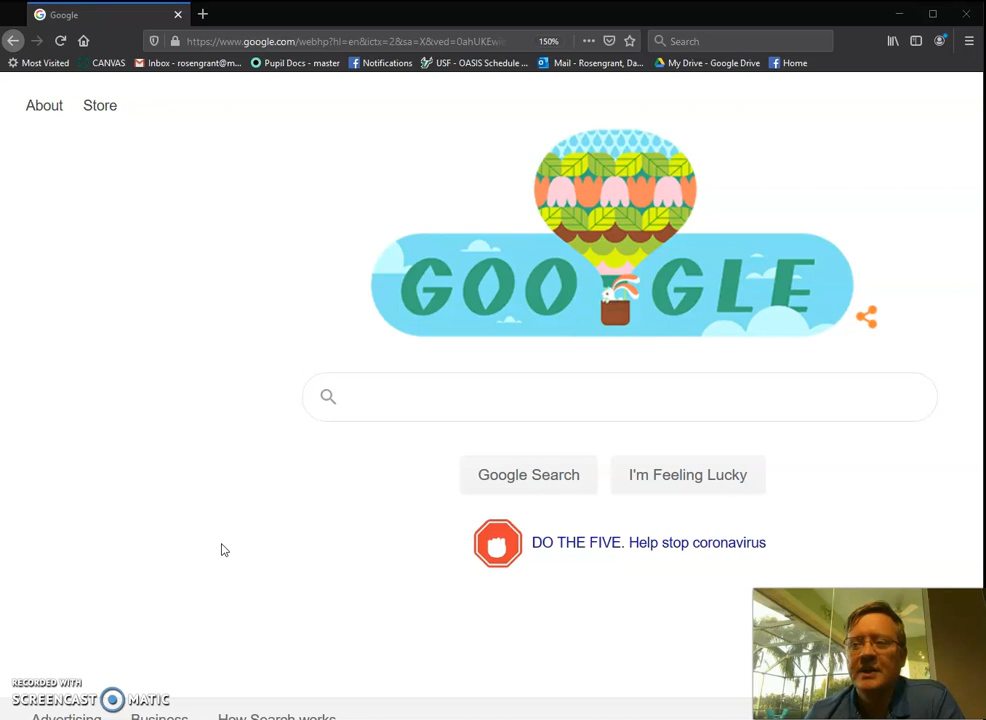 Google
https://www.google.com/webhp?hl=en&ictx=2&sa=X&ved=0ahUKEwi
150%
Search
Most Visited
CANVAS
Inbox - rosengrant@m...
Pupil Docs - master
Notifications
USF - OASIS Schedule ...
Mail - Rosengrant, Da...
My Drive - Google Drive
Home
About
Store
GOOGLE
Google Search
I'm Feeling Lucky
DO THE FIVE. Help stop coronavirus
RECORDED WITH
SCREENCAST MATIC
Advertising
Business
How Search works